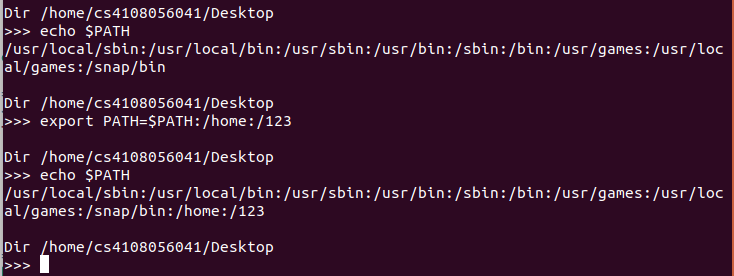 Dir /home/cs4108056041/Desktop
>>> echo $PATH
/usr/local/sbin:/usr/local/bin:/usr/sbin:/usr/bin:/sbin:/bin:/usr/games:/usr/loc
al/games:/snap/bin
Dir /home/cs4108056041/Desktop
>>> export PATH=$PATH:/home:/123
Dir /home/cs4108056041/Desktop
>>> echo $PATH
/usr/local/sbin:/usr/local/bin:/usr/sbin:/usr/bin:/sbin:/bin:/usr/games:/usr/loc
al/games:/snap/bin:/home:/123
Dir /home/cs4108056041/Desktop
>>>